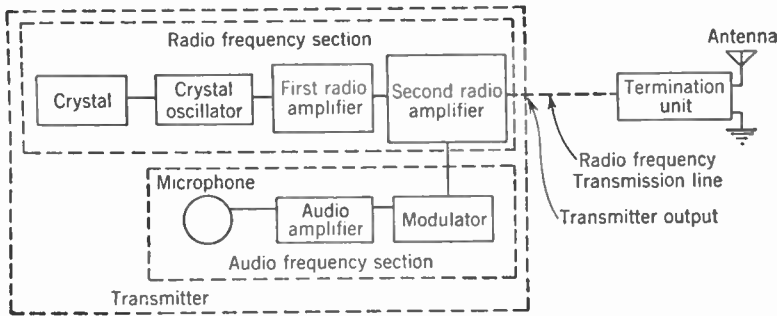 Radio frequency section
Antenna
Crystal
Crystal
oscillator
First radio
amplifier
Second radio
amplifier
Termination
unit
Radio frequency
Transmission line
Transmitter output
Microphone
Audio
amplifier
Modulator
Audio frequency section
Transmitter